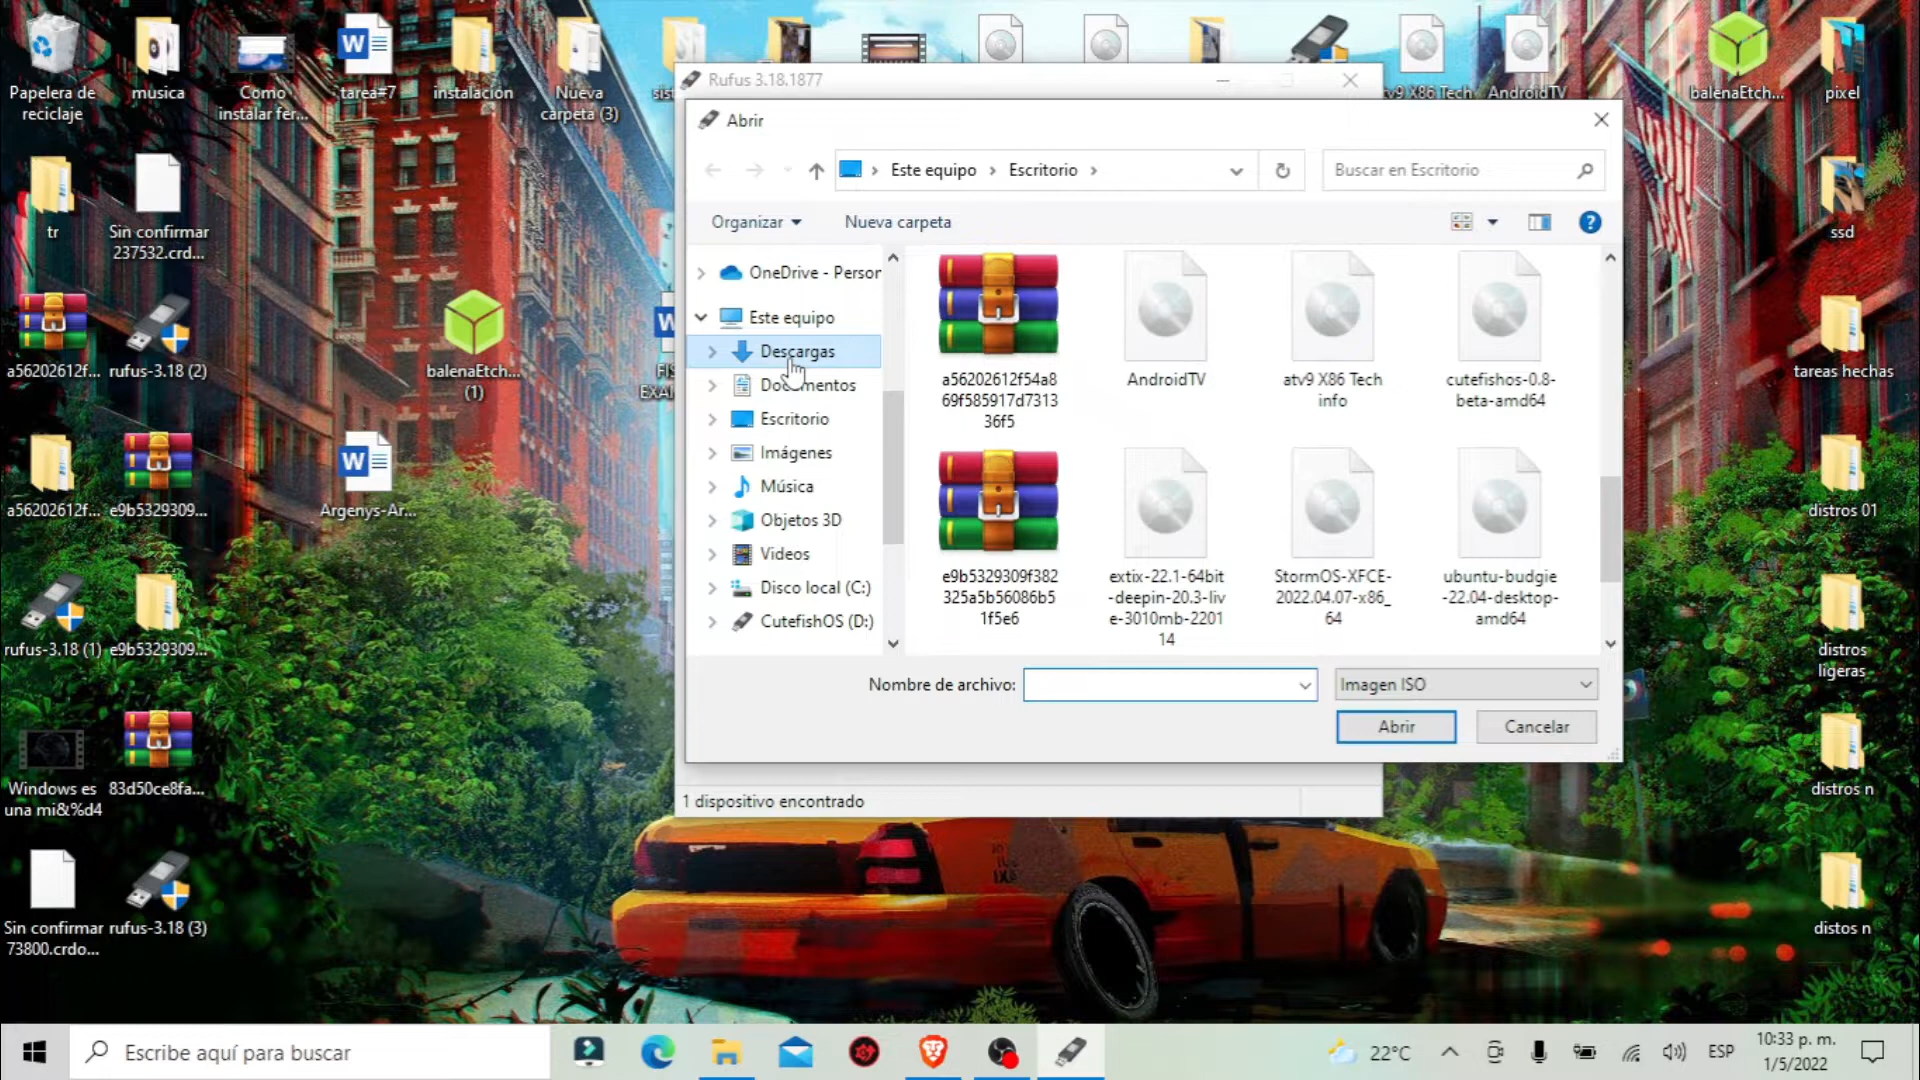 Papelera de
reciclaje
musica
Como
instalar fer...
tarea#7
instalacion
Nueva
carpeta (3)
tv9 X86 Tech
AndroidTV
balenaEtch...
pixel
tr
Sin confirmar
237532.crd...
ssd
a56202612f...
rufus-3.18 (2)
balenaEtch...
(1)
tareas hechas
a56202612f...
e9b5329309...
Argenys-Ar...
distros 01
rufus-3.18 (1)
e9b5329309...
distros
ligeras
Windows es
una mi&%d4
83d50ce8fa...
distros n
Sin confirmar
73800.crdo...
rufus-3.18 (3)
distos n
Rufus 3.18.1877
Abrir
Este equipo
Escritorio
Buscar en Escritorio
Organizar
Nueva carpeta
OneDrive - Person
Este equipo
Descargas
Documentos
Escritorio
Imágenes
Música
Objetos 3D
Videos
Disco local (C:)
CutefishOS (D:)
a56202612f54a8
69f585917d7313
36f5
AndroidTV
atv9 X86 Tech
info
cutefishos-0.8-
beta-amd64
e9b5329309f382
325a5b56086b5
1f5e6
extix-22.1-64bit
-deepin-20.3-liv
e-3010mb-2201
14
StormOS-XFCE-
2022.04.07-x86_
64
ubuntu-budgie
-22.04-desktop-
amd64
Nombre de archivo:
Imagen ISO
Abrir
Cancelar
1 dispositivo encontrado
Escribe aquí para buscar
22°C
ESP
10:33 p. m.
1/5/2022